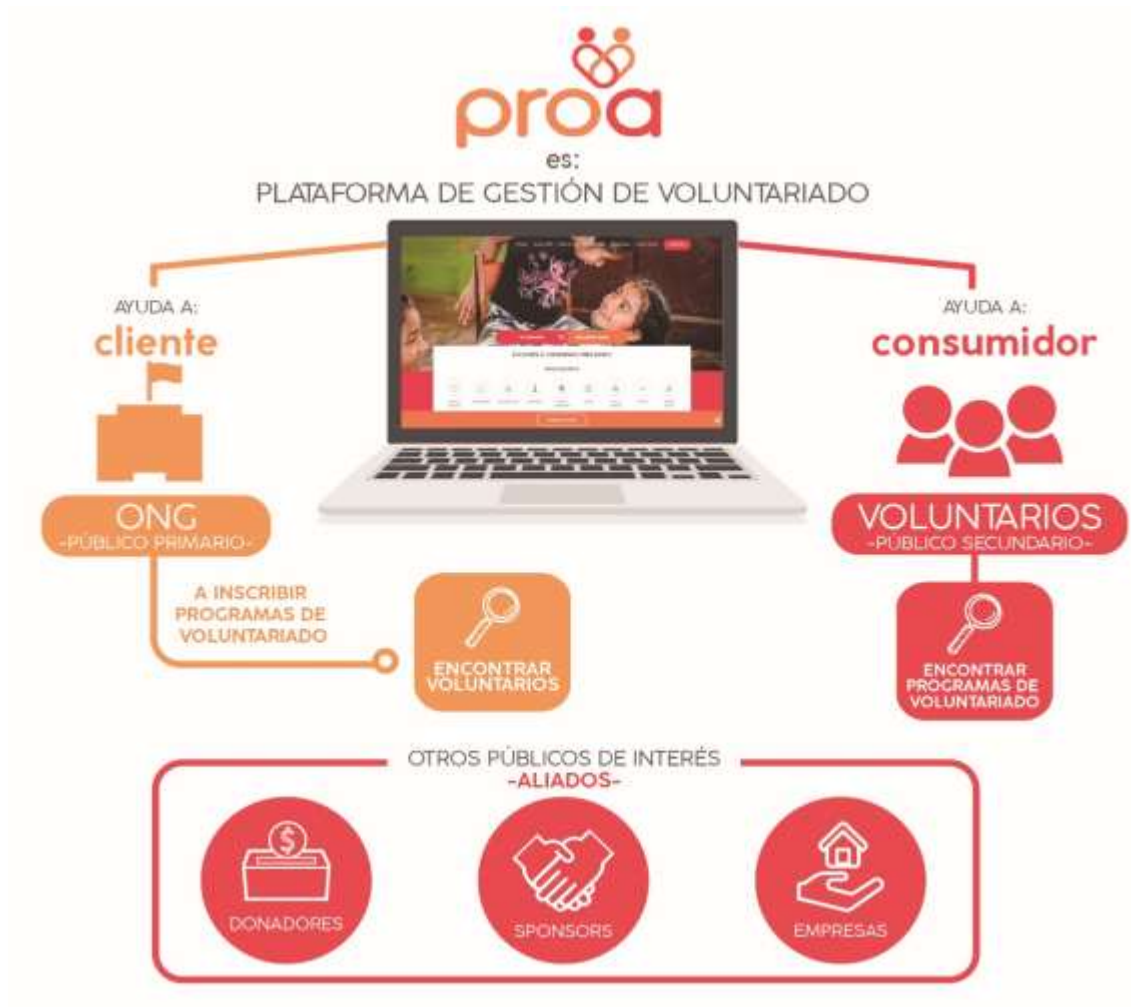 proa
es:
PLATAFORMA DE GESTIÓN DE VOLUNTARIADO
AYUDA A:
cliente
ONG
-PÚBLICO PRIMARIO-
A INSCRIBIR
PROGRAMAS DE
VOLUNTARIADO
ENCONTRAR
VOLUNTARIOS
AYUDA A:
consumidor
VOLUNTARIOS
-PÚBLICO SECUNDARIO-
ENCONTRAR
PROGRAMAS DE
VOLUNTARIADO
OTROS PÚBLICOS DE INTERÉS
-ALIADOS-
$
DONADORES
SPONSORS
EMPRESAS